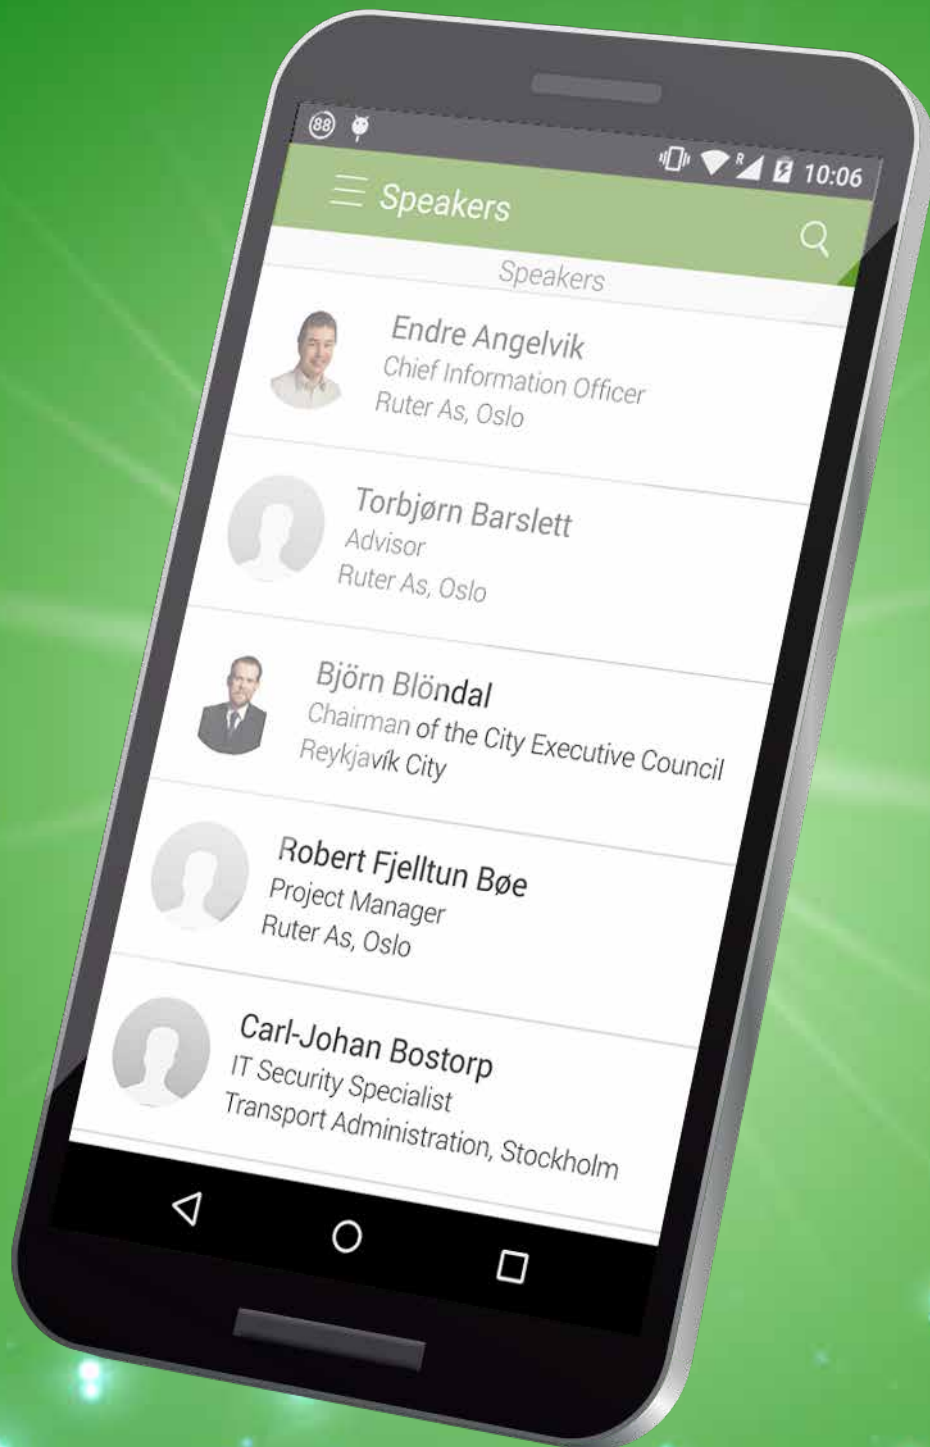 88
R
10:06
Speakers
Speakers
Endre Angelvik
Chief Information Officer
Ruter As, Oslo
Torbjørn Barslett
Advisor
Ruter As, Oslo
Björn Blöndal
Chairman of the City Executive Council
Reykjavík City
Robert Fjelltun Bøe
Project Manager
Ruter As, Oslo
Carl-Johan Bostorp
IT Security Specialist
Transport Administration, Stockholm